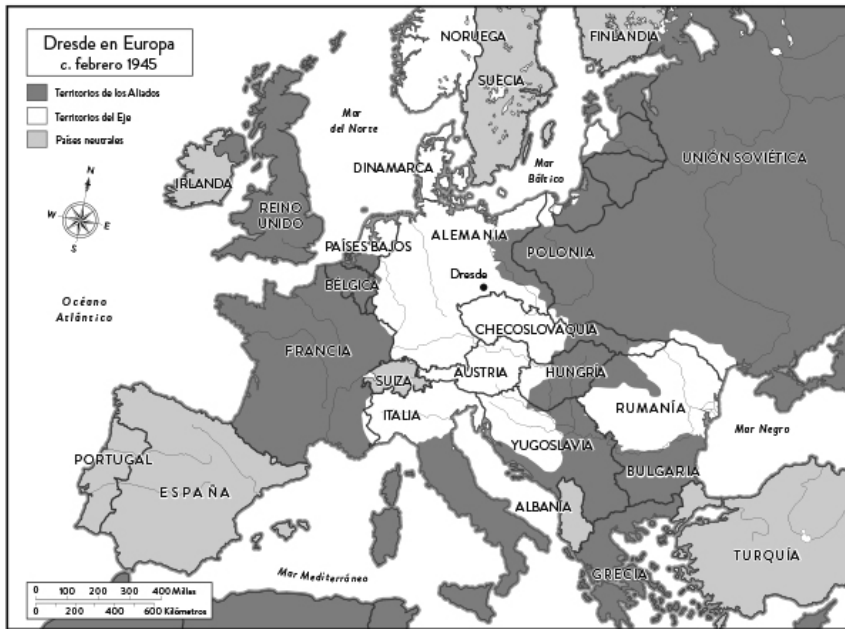 Dresde en Europa
c. febrero 1945
Territorios de los Aliados
Territorios del Eje
Países neutrales
N
W
E
S
NORUEGA
FINLANDIA
SUECIA
Mar
del Norte
UNIÓN SOVIÉTICA
DINAMARCA
Mar
Báltico
IRLANDA
REINO
UNIDO
ALEMANIA
PAÍSES BAJOS
POLONIA
Dresde
BÉLGICA
Océano
Atlántico
CHECOSLOVAQUIA
FRANCIA
AUSTRIA
HUNGRÍA
SUIZA
RUMANÍA
ITALIA
Mar Negro
YUGOSLAVIA
PORTUGAL
BULGARIA
ESPAÑA
ALBANÍA
TURQUÍA
GRECIA
Mar Mediterráneo
0 100 200 300 400 Milles
0 200 400 600 Kilómetros